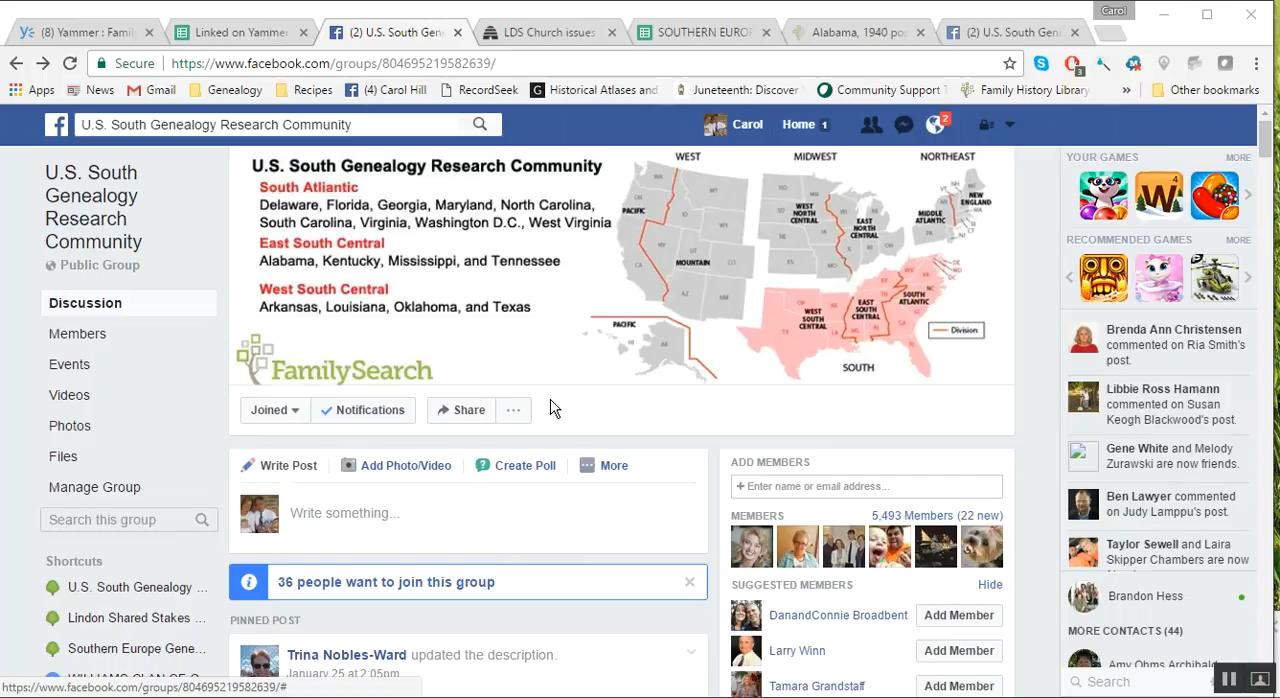 Carol
(8) Yammer : Famil
Linked on Yammer
(2) U.S. South Gen
LDS Church issues
SOUTHERN EUROP
Alabama, 1940 po
(2) U.S. South Gene
Secure
https://www.facebook.com/groups/804695219582639/
3
Apps
News
Gmail
Genealogy
Recipes
(4) Carol Hill
RecordSeek
Historical Atlases and
Juneteenth: Discover
Community Support T
Family History Library
»
Other bookmarks
U.S. South Genealogy Research Community
Carol
Home 1
2
U.S. South
Genealogy
Research
Community
Public Group
Discussion
Members
Events
Videos
Photos
Files
Manage Group
Search this group
Shortcuts
U.S. South Genealogy ...
Lindon Shared Stakes ...
Southern Europe Gene...
https://www.facebook.com/groups/804695219582639/#
U.S. South Genealogy Research Community
South Atlantic
Delaware, Florida, Georgia, Maryland, North Carolina,
South Carolina, Virginia, Washington D.C., West Virginia
East South Central
Alabama, Kentucky, Mississippi, and Tennessee
West South Central
Arkansas, Louisiana, Oklahoma, and Texas
FamilySearch
WEST
MIDWEST
NORTHEAST
PACIFIC
MOUNTAIN
WEST
NORTH
CENTRAL
EAST
NORTH
CENTRAL
MIDDLE
ATLANTIC
NEW
ENGLAND
WEST
SOUTH
CENTRAL
EAST
SOUTH
CENTRAL
SOUTH
ATLANTIC
PACIFIC
Division
SOUTH
Joined
Notifications
Share
...
Write Post
Add Photo/Video
Create Poll
More
Write something...
36 people want to join this group
PINNED POST
Trina Nobles-Ward updated the description.
January 25 at 2:05pm
ADD MEMBERS
+ Enter name or email address...
MEMBERS
5,493 Members (22 new)
SUGGESTED MEMBERS
Hide
DanandConnie Broadbent
Add Member
Larry Winn
Add Member
Tamara Grandstaff
Add Member
YOUR GAMES
MORE
RECOMMENDED GAMES
MORE
Brenda Ann Christensen
commented on Ria Smith's
post.
Libbie Ross Hamann
commented on Susan
Keogh Blackwood's post.
Gene White and Melody
Zurawski are now friends.
Ben Lawyer commented
on Judy Lamppu's post.
Taylor Sewell and Laira
Skipper Chambers are now
Brandon Hess
MORE CONTACTS (44)
Amy Ohms Archibald
Search